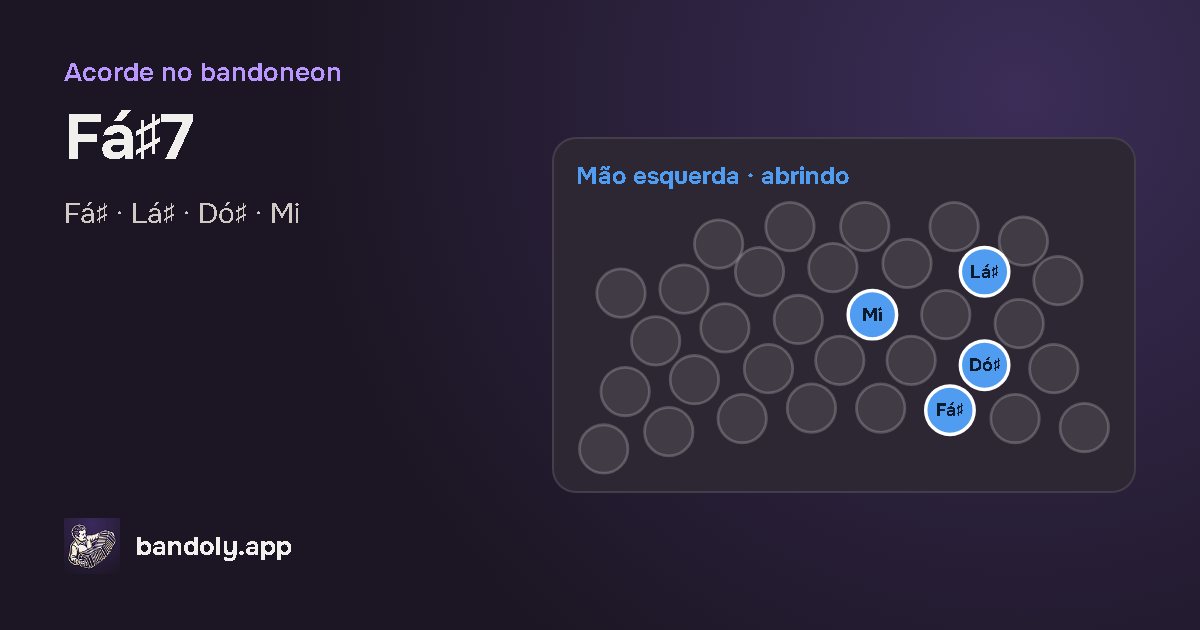 Acorde no bandoneon
Fá♯7
Fá♯ · Lá♯ · Dó♯ · Mi
Mão esquerda · abrindo
Lá♯
Mi
Dó♯
Fá♯
bandoly.app